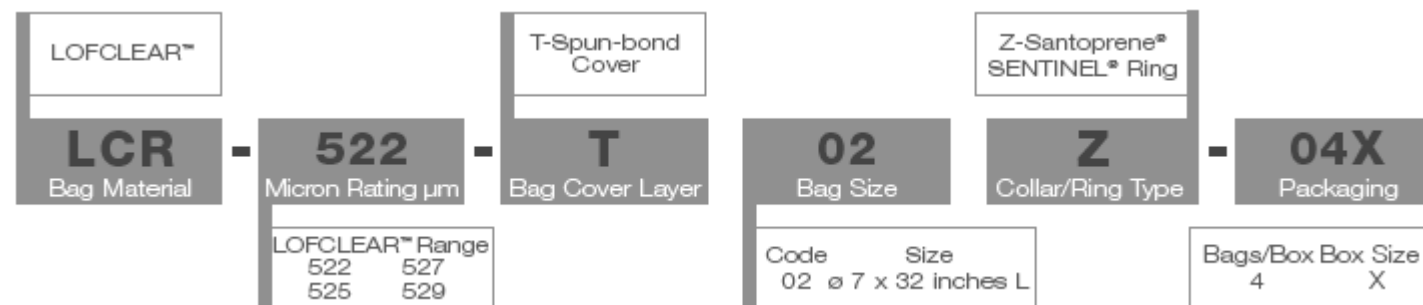 LOFCLEAR™
T-Spun-bond
Cover
Z-Santoprene®
SENTINEL® Ring
LCR - 522 - T 02 Z - 04X
Bag Material Micron Rating µm Bag Cover Layer Bag Size Collar/Ring Type Packaging
LOFCLEAR™ Range
522 527
525 529
Code Size
02 ø 7 x 32 inches L
Bags/Box Box Size
4 X